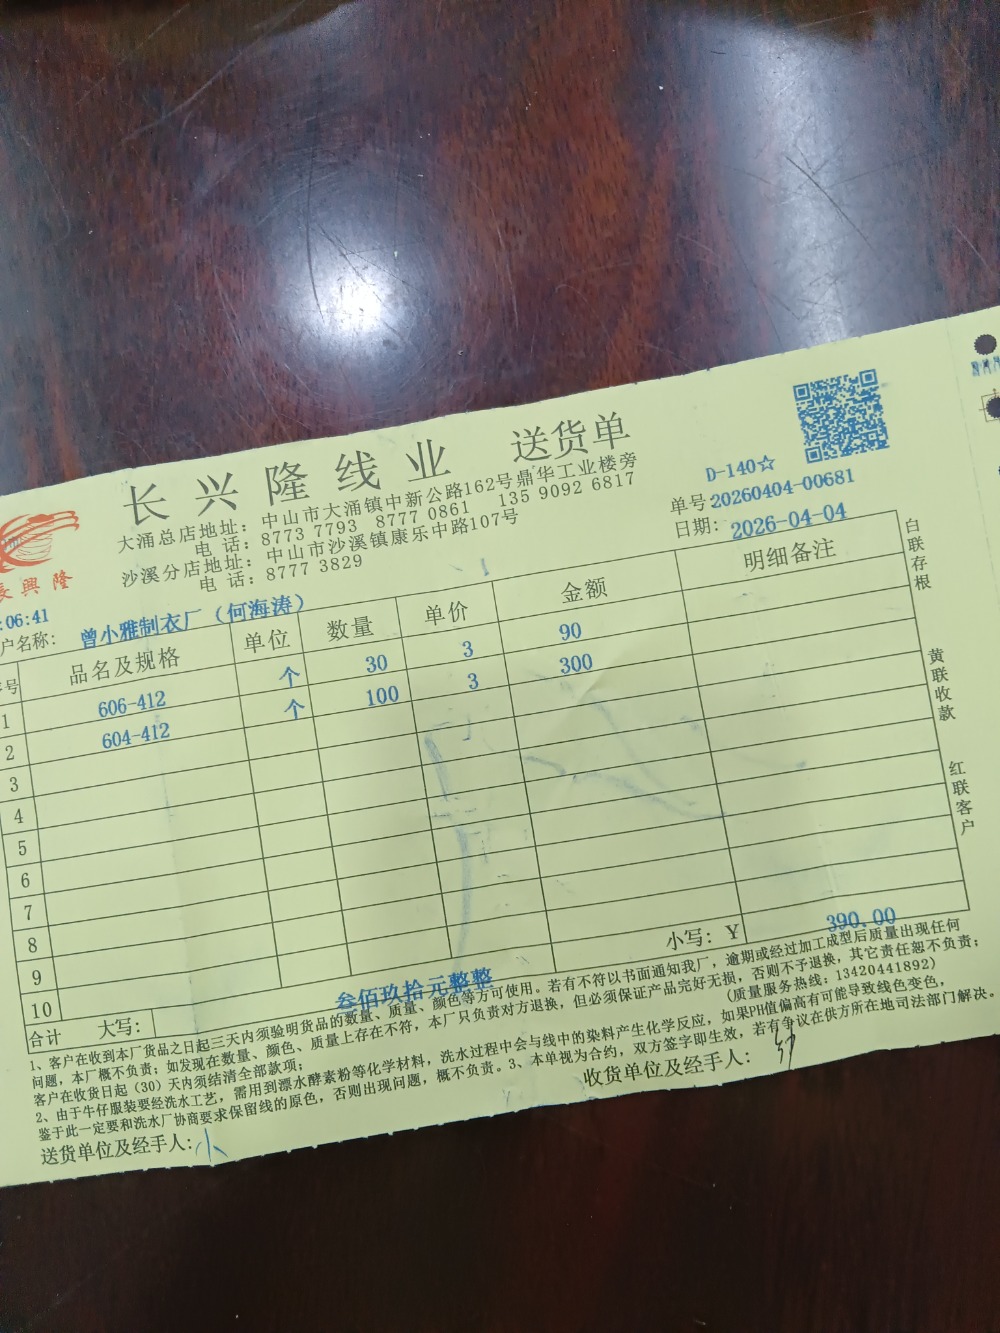 长兴隆线业 送货单
大涌总店地址：中山市大涌镇中新公路162号鼎华工业楼旁
电 话：8773 7793 8777 0861 135 9092 6817
沙溪分店地址：中山市沙溪镇康乐中路107号
电 话：8777 3829
D-140☆
单号20260404-00681
日期：2026-04-04
興隆
:06:41
户名称：曾小雅制衣厂（何海涛）
号 品名及规格 单位 数量 单价 金额 明细备注
1 606-412 个 30 3 90
2 604-412 个 100 3 300
3
4
5
6
7
8
9
10
小写：￥ 390.00
合计 大写：叁佰玖拾元整整
1、客户在收到本厂货品之日起三天内须验明货品的数量、质量、颜色等方可使用。若有不符以书面通知我厂，逾期或经过加工成型后质量出现任何
问题，本厂概不负责；如发现在数量、颜色、质量上存在不符，本厂只负责对方退换，但必须保证产品完好无损，否则不予退换，其它责任恕不负责；
客户在收货日起（30）天内须结清全部款项； （质量服务热线：13420441892）
2、由于牛仔服装要经洗水工艺，需用到漂水酵素粉等化学材料，洗水过程中会与线中的染料产生化学反应，如果PH值偏高有可能导致线色变色，
鉴于此一定要和洗水厂协商要求保留线的原色，否则出现问题，概不负责。3、本单视为合约，双方签字即生效，若有争议在供方所在地司法部门解决。
送货单位及经手人：小
收货单位及经手人：
白联存根
黄联收款
红联客户